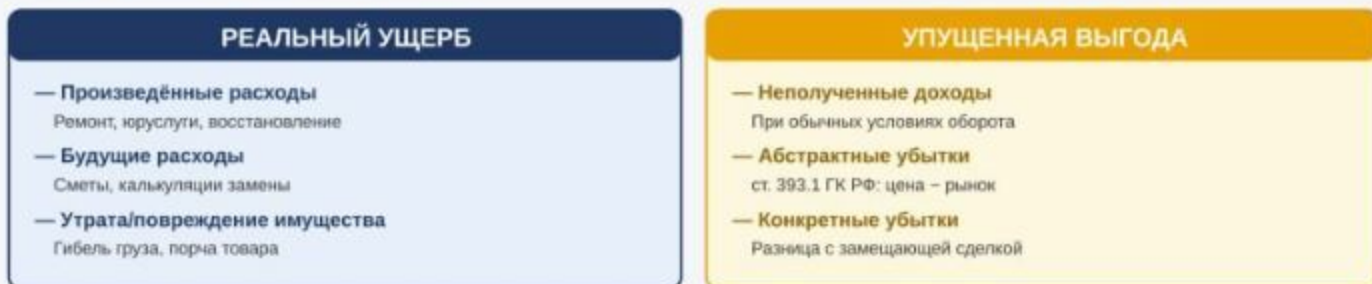 РЕАЛЬНЫЙ УЩЕРБ
— Произведённые расходы
Ремонт, юруслуги, восстановление
— Будущие расходы
Сметы, калькуляции замены
— Утрата/повреждение имущества
Гибель груза, порча товара
УПУЩЕННАЯ ВЫГОДА
— Неполученные доходы
При обычных условиях оборота
— Абстрактные убытки
ст. 393.1 ГК РФ: цена − рынок
— Конкретные убытки
Разница с замещающей сделкой